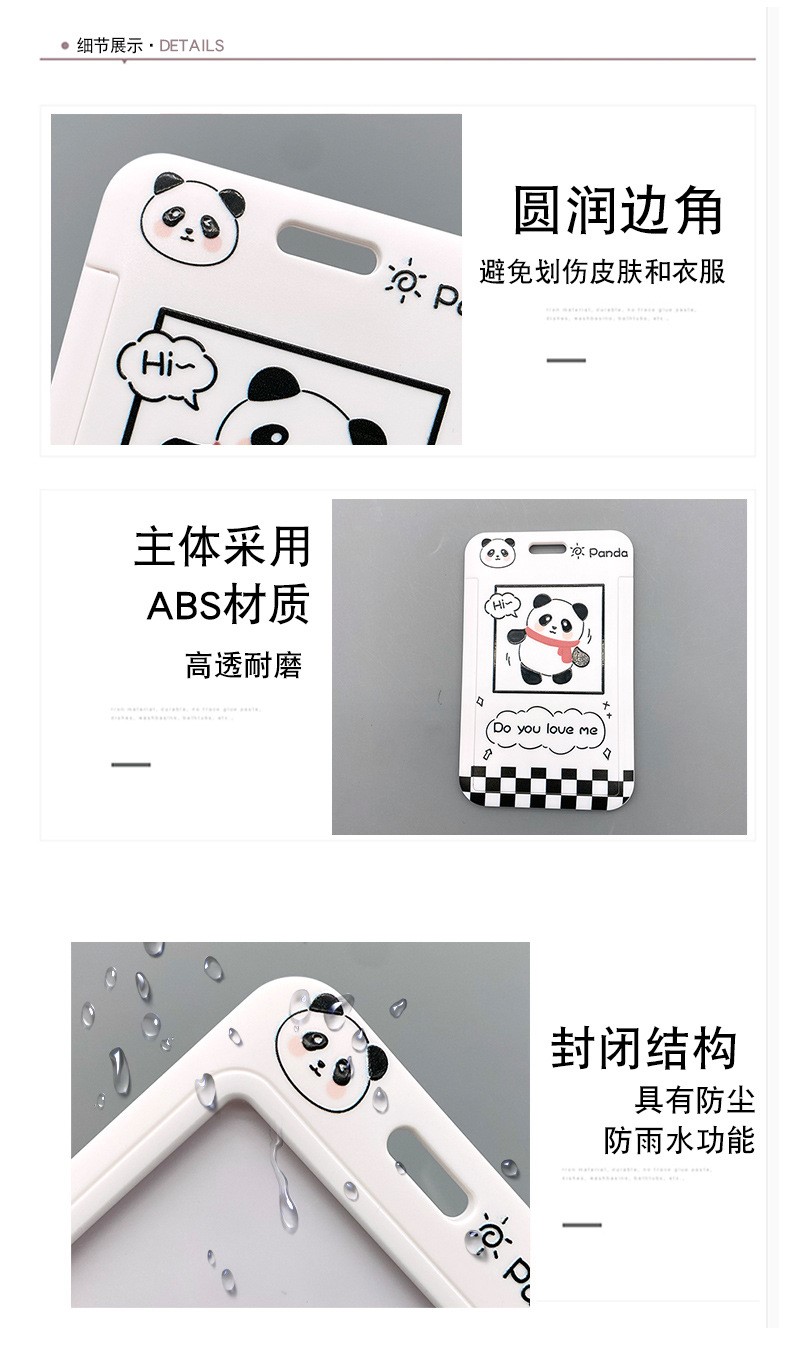 细节展示·DETAILS
圆润边角
避免划伤皮肤和衣服
Hi~
Pa
Iron material, durable, no trace glue paste,
dishes, washbasins, bathtubs, etc..
主体采用
ABS材质
高透耐磨
Iron material, durable, no trace glue paste,
dishes, washbasins, bathtubs, etc..
Panda
Hi~
Do you love me
封闭结构
具有防尘
防雨水功能
Iron material, durable, no trace glue paste,
dishes, washbasins, bathtubs, etc..
Pa